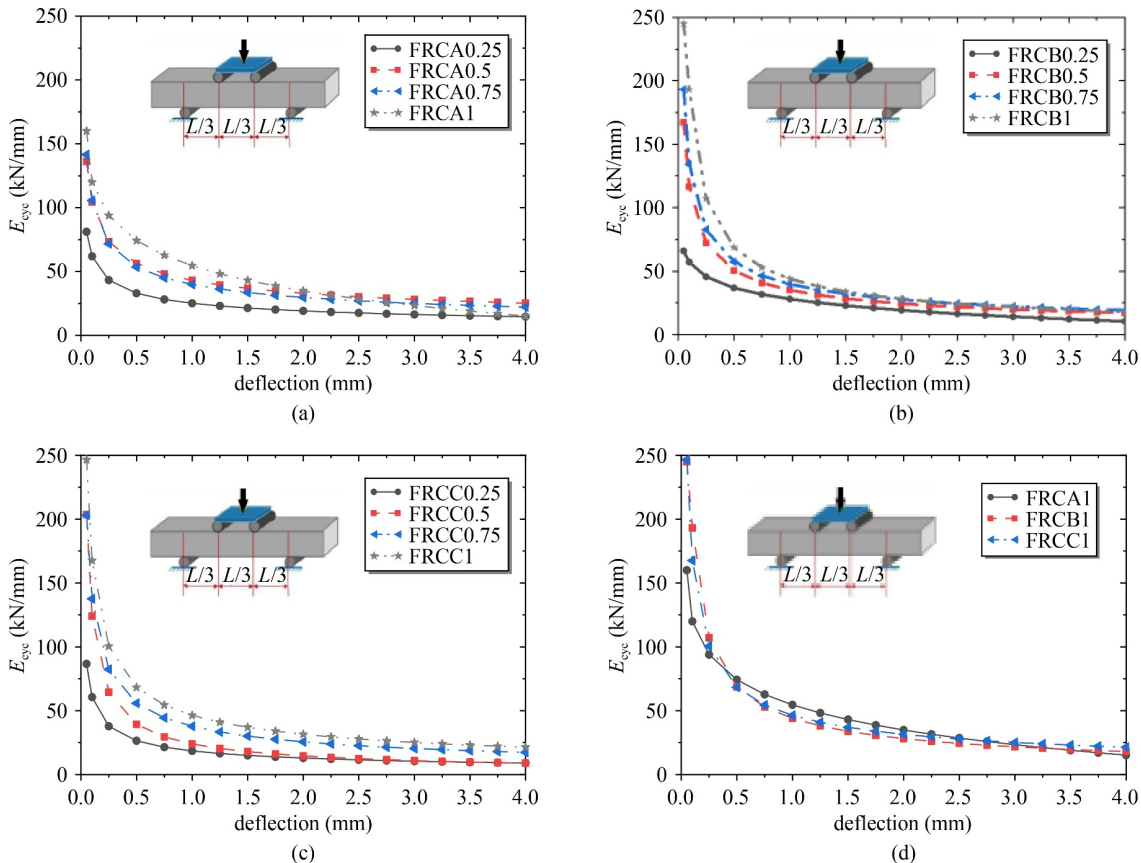 250
200
150
100
50
0
E_cyc (kN/mm)
0.0 0.5 1.0 1.5 2.0 2.5 3.0 3.5 4.0
deflection (mm)
FRCA0.25
FRCA0.5
FRCA0.75
FRCA1
L/3 L/3 L/3
(a)
250
200
150
100
50
0
E_cyc (kN/mm)
0.0 0.5 1.0 1.5 2.0 2.5 3.0 3.5 4.0
deflection (mm)
FRCB0.25
FRCB0.5
FRCB0.75
FRCB1
L/3 L/3 L/3
(b)
250
200
150
100
50
0
E_cyc (kN/mm)
0.0 0.5 1.0 1.5 2.0 2.5 3.0 3.5 4.0
deflection (mm)
FRCC0.25
FRCC0.5
FRCC0.75
FRCC1
L/3 L/3 L/3
(c)
250
200
150
100
50
0
E_cyc (kN/mm)
0.0 0.5 1.0 1.5 2.0 2.5 3.0 3.5 4.0
deflection (mm)
FRCA1
FRCB1
FRCC1
L/3 L/3 L/3
(d)